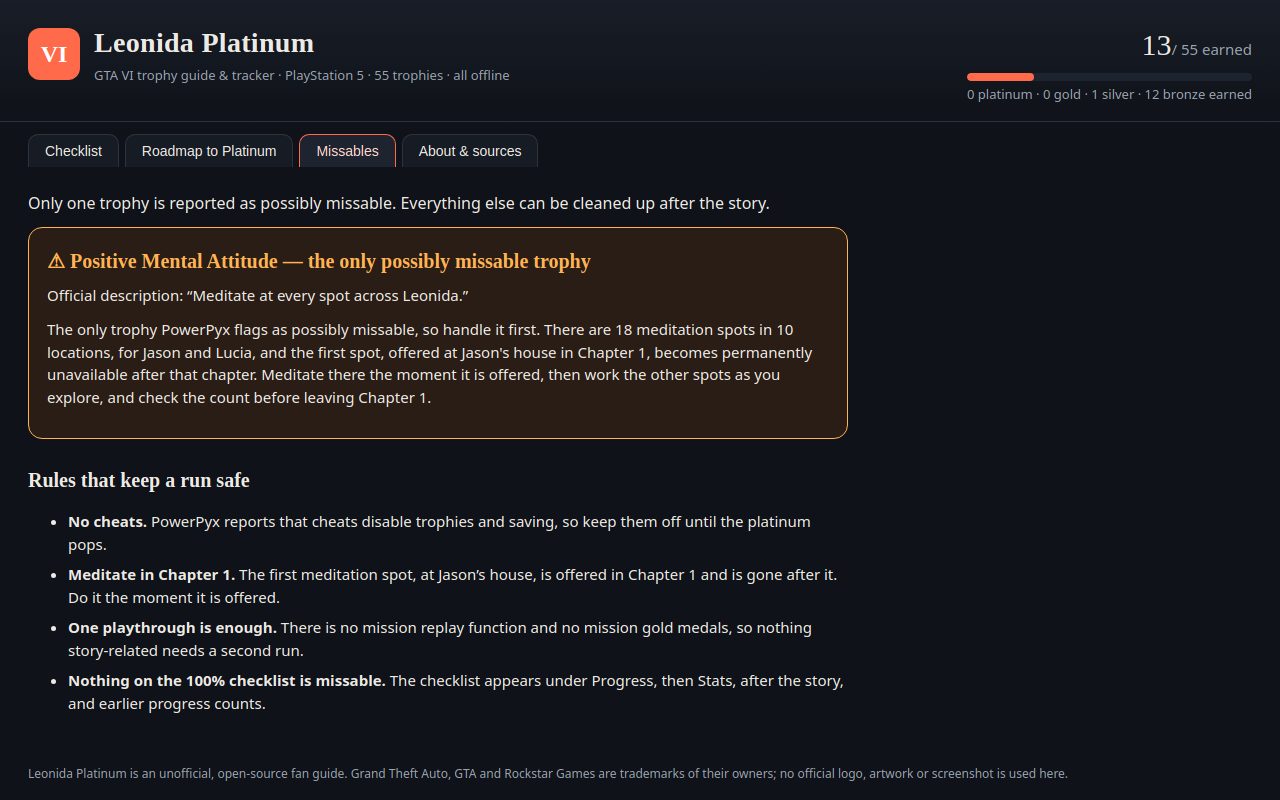 VI
Leonida Platinum
GTA VI trophy guide & tracker · PlayStation 5 · 55 trophies · all offline
13/ 55 earned
0 platinum · 0 gold · 1 silver · 12 bronze earned
Checklist
Roadmap to Platinum
Missables
About & sources
Only one trophy is reported as possibly missable. Everything else can be cleaned up after the story.
⚠ Positive Mental Attitude — the only possibly missable trophy
Official description: “Meditate at every spot across Leonida.”
The only trophy PowerPyx flags as possibly missable, so handle it first. There are 18 meditation spots in 10
locations, for Jason and Lucia, and the first spot, offered at Jason's house in Chapter 1, becomes permanently
unavailable after that chapter. Meditate there the moment it is offered, then work the other spots as you
explore, and check the count before leaving Chapter 1.
Rules that keep a run safe
• No cheats. PowerPyx reports that cheats disable trophies and saving, so keep them off until the platinum
pops.
• Meditate in Chapter 1. The first meditation spot, at Jason’s house, is offered in Chapter 1 and is gone after it.
Do it the moment it is offered.
• One playthrough is enough. There is no mission replay function and no mission gold medals, so nothing
story-related needs a second run.
• Nothing on the 100% checklist is missable. The checklist appears under Progress, then Stats, after the story,
and earlier progress counts.
Leonida Platinum is an unofficial, open-source fan guide. Grand Theft Auto, GTA and Rockstar Games are trademarks of their owners; no official logo, artwork or screenshot is used here.